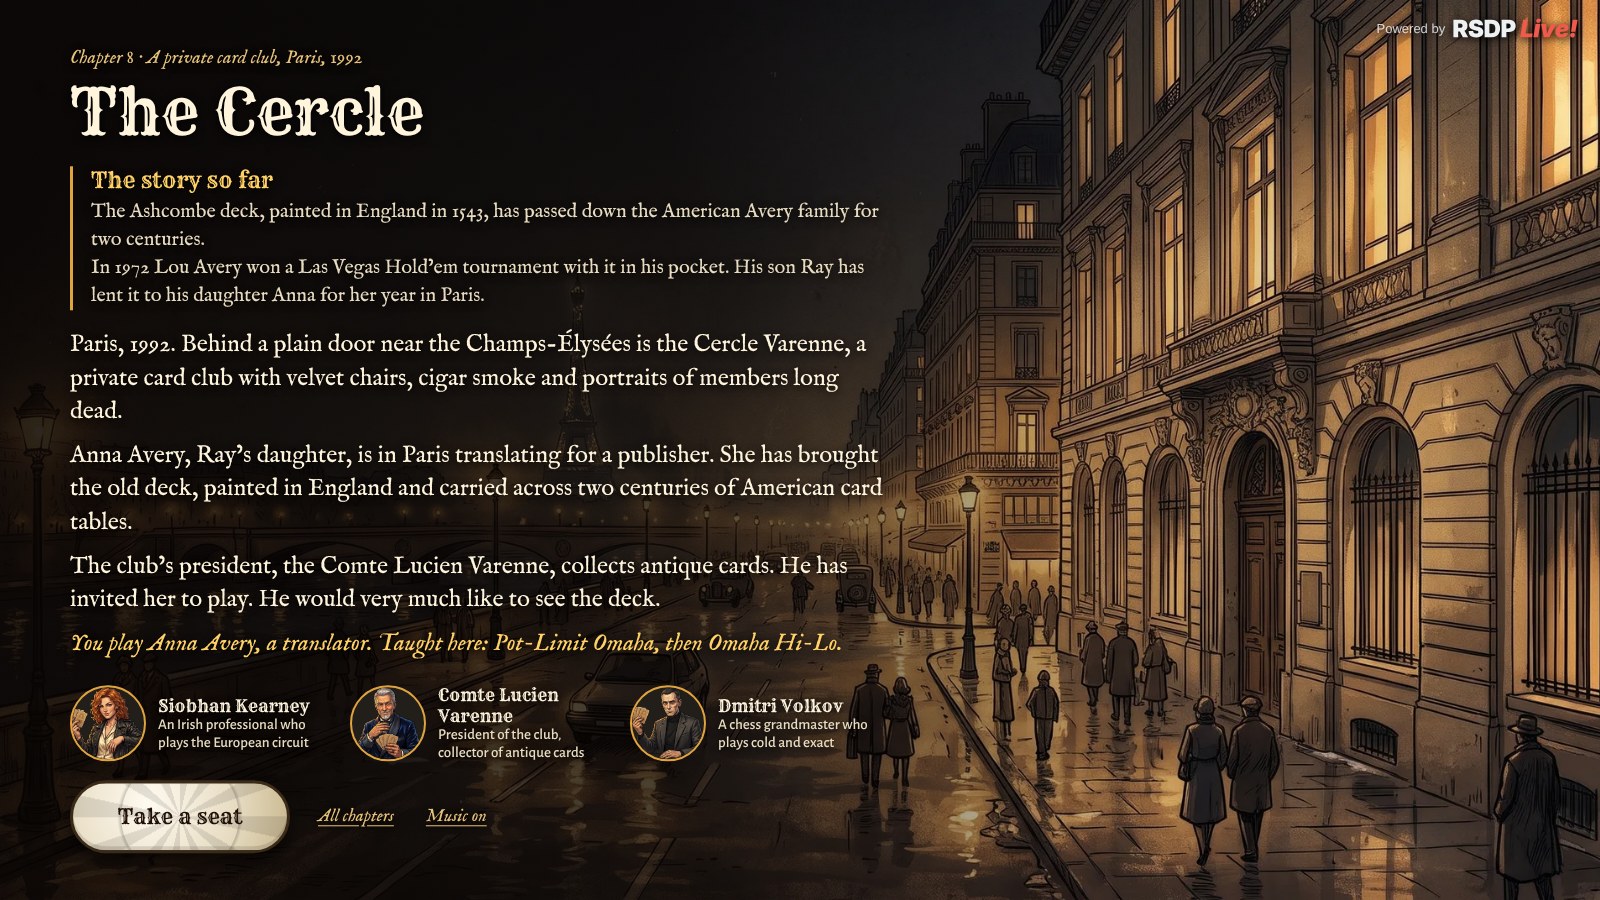 Powered by RSDP Live!
Chapter 8 · A private card club, Paris, 1992
The Cercle
The story so far
The Ashcombe deck, painted in England in 1543, has passed down the American Avery family for
two centuries.
In 1972 Lou Avery won a Las Vegas Hold'em tournament with it in his pocket. His son Ray has
lent it to his daughter Anna for her year in Paris.
Paris, 1992. Behind a plain door near the Champs-Élysées is the Cercle Varenne, a
private card club with velvet chairs, cigar smoke and portraits of members long
dead.
Anna Avery, Ray's daughter, is in Paris translating for a publisher. She has brought
the old deck, painted in England and carried across two centuries of American card
tables.
The club's president, the Comte Lucien Varenne, collects antique cards. He has
invited her to play. He would very much like to see the deck.
You play Anna Avery, a translator. Taught here: Pot-Limit Omaha, then Omaha Hi-Lo.
Siobhan Kearney
An Irish professional who
plays the European circuit
Comte Lucien
Varenne
President of the club,
collector of antique cards
Dmitri Volkov
A chess grandmaster who
plays cold and exact
Take a seat
All chapters
Music on